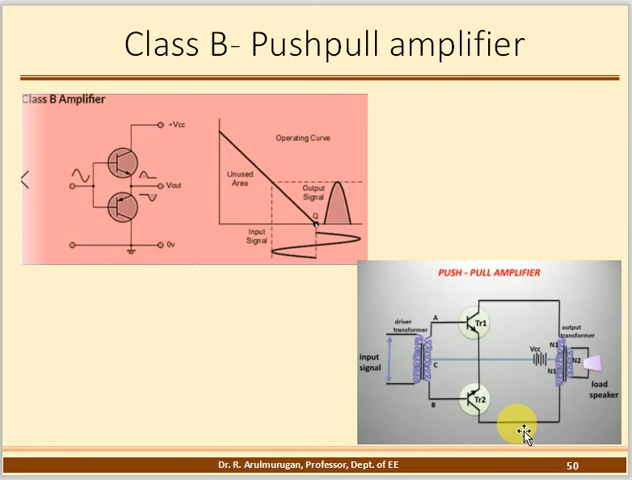 Class B- Pushpull amplifier
Class B Amplifier
+Vcc
Vout
0v
Operating Curve
Unused
Area
Output
Signal
Q
Input
Signal
PUSH - PULL AMPLIFIER
driver
transformer
A
Tr1
output
transformer
input
signal
C
Vcc
N1
N2
N1
load
speaker
B
Tr2
Dr. R. Arulmurugan, Professor, Dept. of EE
50